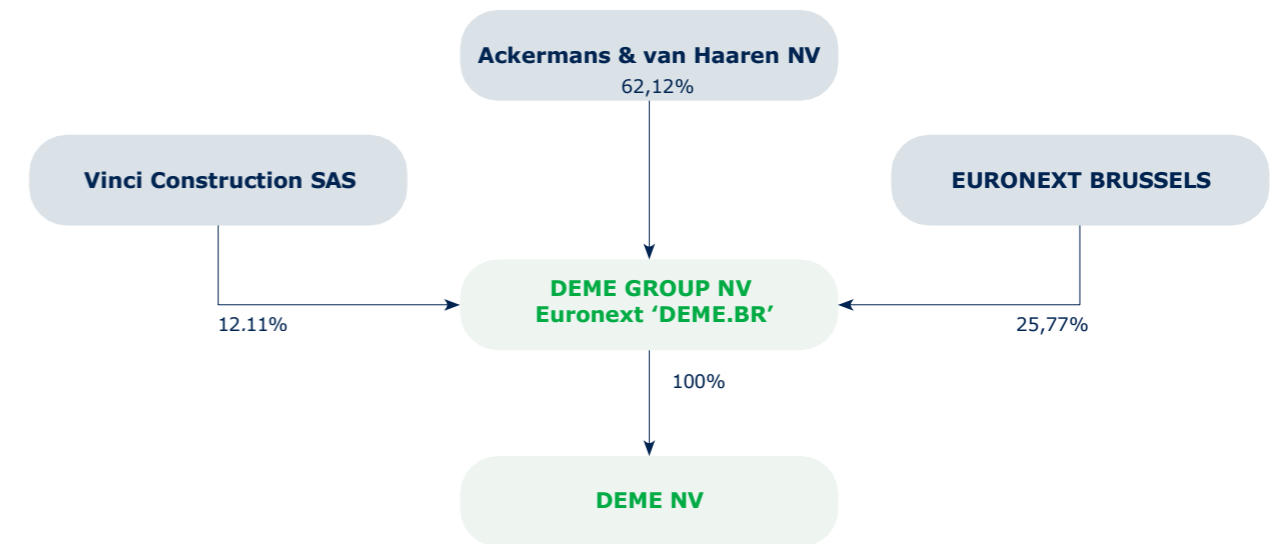 Ackermans & van Haaren NV
62,12%
Vinci Construction SAS
EURONEXT BRUSSELS
DEME GROUP NV
Euronext ‘DEME.BR’
12.11%
25,77%
100%
DEME NV